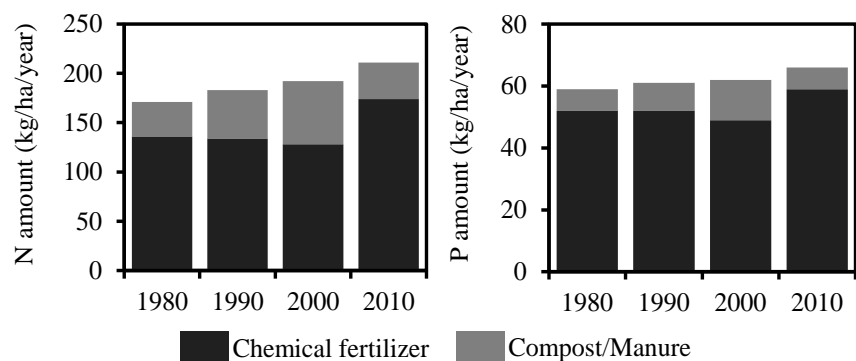 N amount (kg/ha/year)
250
200
150
100
50
0
1980 1990 2000 2010
P amount (kg/ha/year)
80
60
40
20
0
1980 1990 2000 2010
Chemical fertilizer Compost/Manure